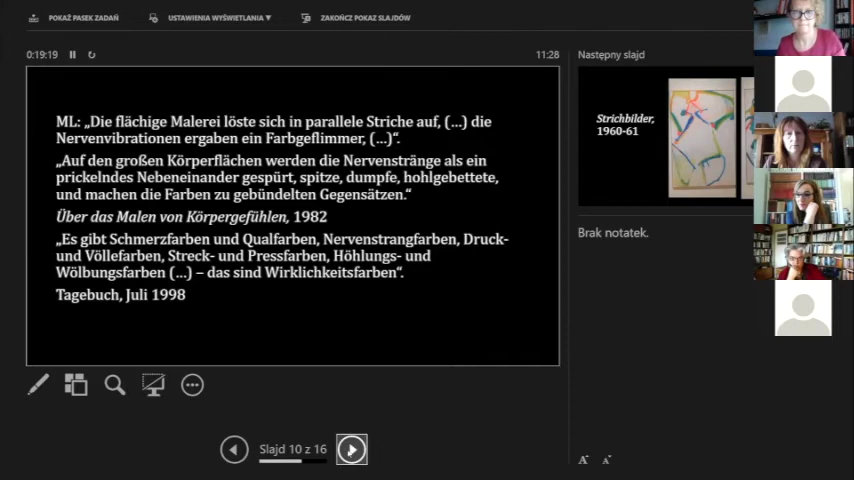 POKAŻ PASEK ZADAŃ
USTAWIENIA WYŚWIETLANIA ▼
ZAKOŃCZ POKAZ SLAJDÓW
0:19:19
11:28
Następny slajd
ML: „Die flächige Malerei löste sich in parallele Striche auf, (...) die
Nervenvibrationen ergaben ein Farbgeflimmer, (...)“.
„Auf den großen Körperflächen werden die Nervenstränge als ein
prickelndes Nebeneinander gespürt, spitze, dumpfe, hohlgebettete,
und machen die Farben zu gebündelten Gegensätzen.“
Über das Malen von Körpergefühlen, 1982
„Es gibt Schmerzfarben und Qualfarben, Nervenstrangfarben, Druck-
und Völlefarben, Streck- und Pressfarben, Höhlungs- und
Wölbungsfarben (...) – das sind Wirklichkeitsfarben“.
Tagebuch, Juli 1998
Strichbilder,
1960-61
Brak notatek.
Slajd 10 z 16
A A